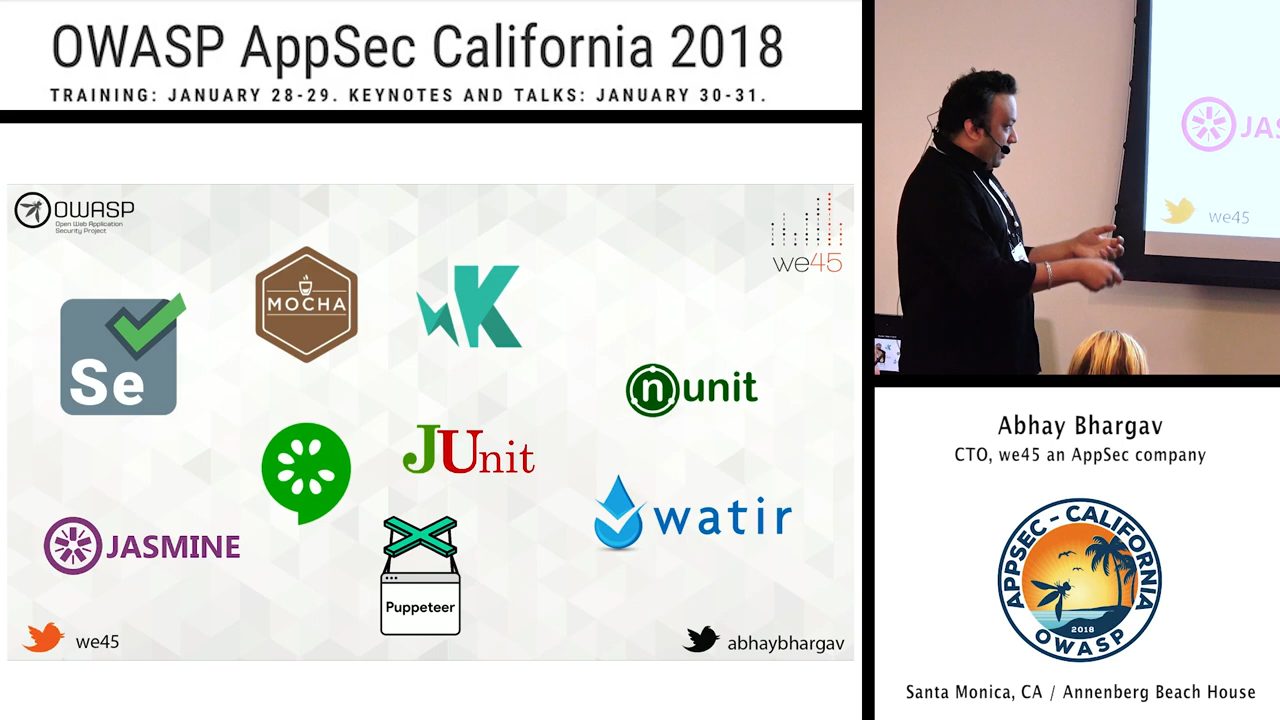 OWASP AppSec California 2018
TRAINING: JANUARY 28-29. KEYNOTES AND TALKS: JANUARY 30-31.
OWASP
Open Web Application
Security Project
we45
MOCHA
K
Se
nunit
JUnit
watir
JASMINE
Puppeteer
we45
abhaybhargav
JAS
we45
Abhay Bhargav
CTO, we45 an AppSec company
APPSEC - CALIFORNIA
2018
OWASP
Santa Monica, CA / Annenberg Beach House